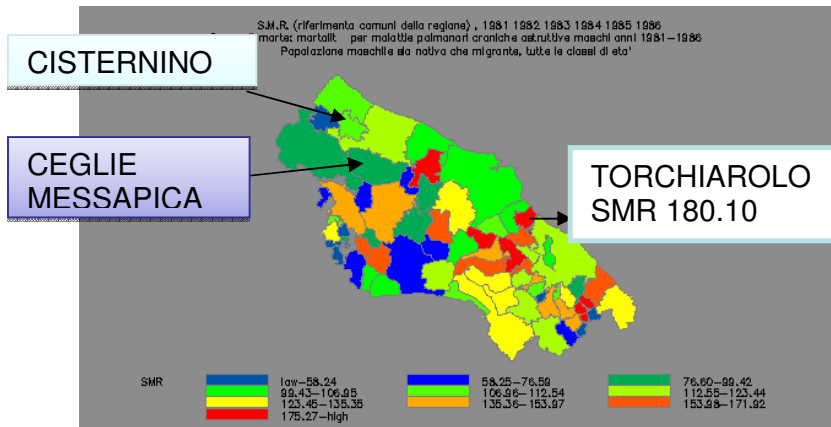 S.M.R. (riferimento comuni della regione) , 1981 1982 1983 1984 1985 1986
morte: mortalit per malattie polmonari croniche ostruttive maschi anni 1981-1986
Popolazione maschile sia nativa che migrante, tutte le classi di eta'
CISTERNINO
CEGLIE
MESSAPICA
TORCHIAROLO
SMR 180.10
SMR
low-58.24
58.25-76.59
76.60-99.42
99.43-106.95
106.96-112.54
112.55-123.44
123.45-135.35
135.36-153.97
153.98-171.92
175.27-high